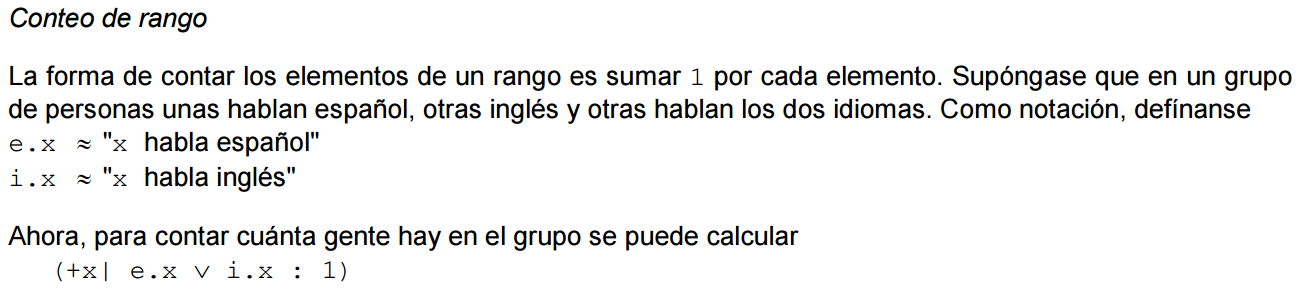 Conteo de rango
La forma de contar los elementos de un rango es sumar 1 por cada elemento. Supóngase que en un grupo
de personas unas hablan español, otras inglés y otras hablan los dos idiomas. Como notación, defínanse
e.x ≈ "x habla español"
i.x ≈ "x habla inglés"
Ahora, para contar cuánta gente hay en el grupo se puede calcular
(+x| e.x ∨ i.x : 1)